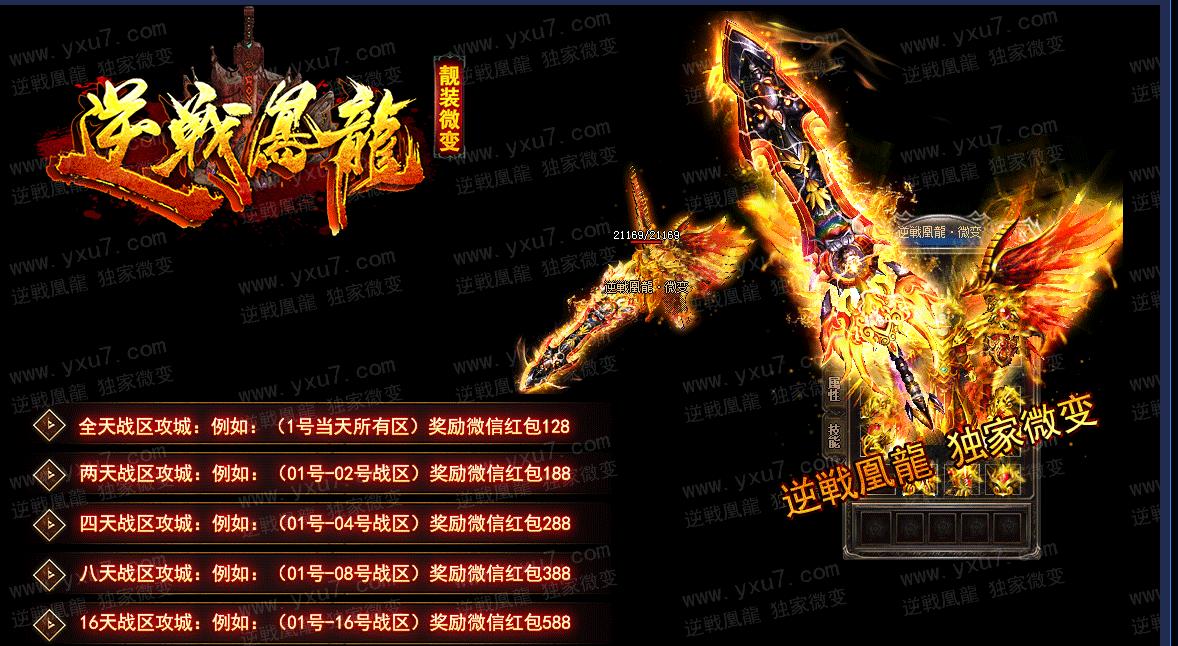 逆戰鳳龍
靓装微变
21169/21169
逆戰凰龍·微变
逆戰凰龍·微变
属性
技能
逆戰凰龍 独家微变
全天战区攻城：例如：（1号当天所有区）奖励微信红包128
两天战区攻城：例如：（01号-02号战区）奖励微信红包188
四天战区攻城：例如：（01号-04号战区）奖励微信红包288
八天战区攻城：例如：（01号-08号战区）奖励微信红包388
16天战区攻城：例如：（01号-16号战区）奖励微信红包588
www.yxu7.com
逆戰凰龍 独家微变